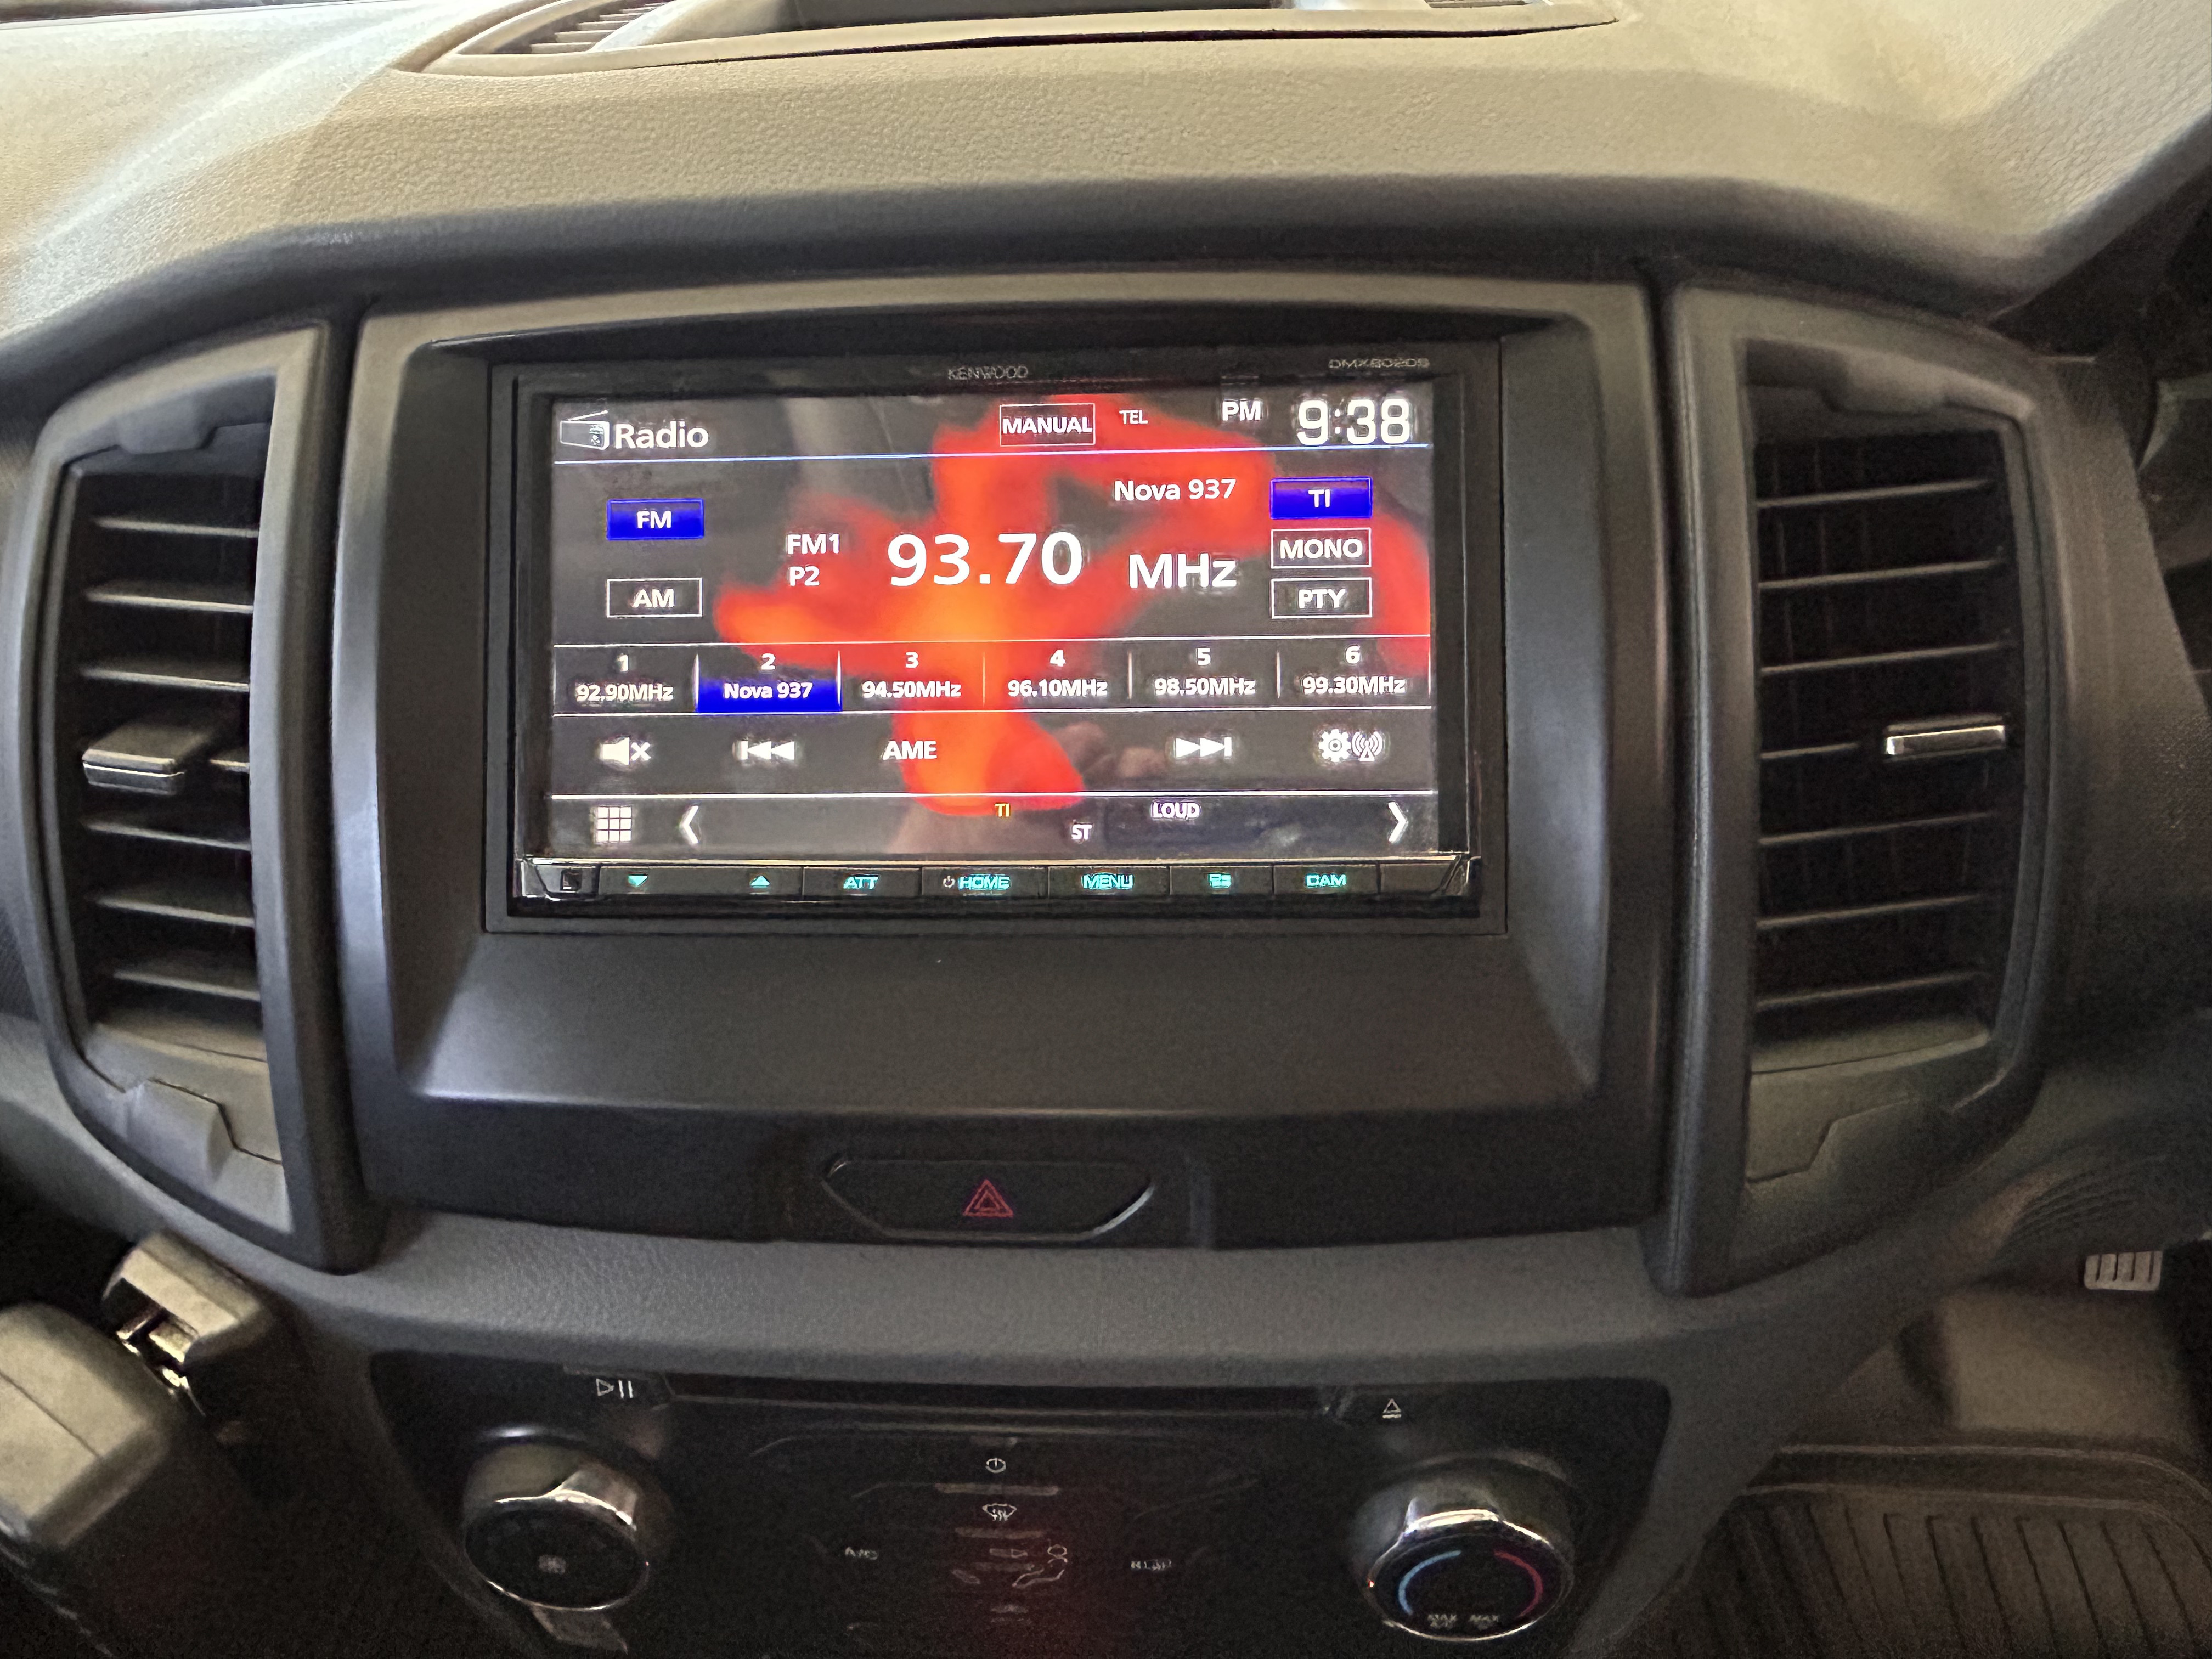 KENWOOD
Radio
MANUAL TEL PM 9:38
Nova 937 TI
FM
FM1 93.70 MHz MONO
P2
AM PTY
1 2 3 4 5 6
92.90MHz Nova 937 94.50MHz 96.10MHz 98.50MHz 99.30MHz
AME
TI LOUD
ST
ATT HOME MENU CAM
A/C
MAX MAX